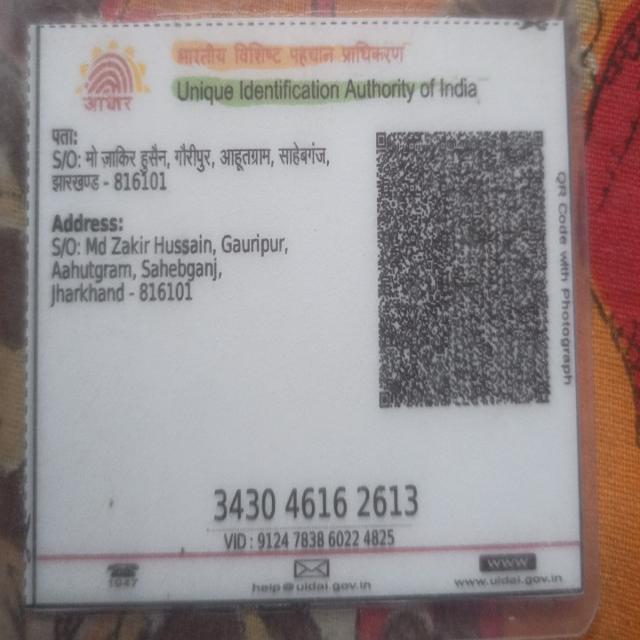 भारतीय विशिष्ट पहचान प्राधिकरण
Unique Identification Authority of India
आधार
पता:
S/O: मो ज़ाकिर हुसैन, गौरीपुर, आहूतग्राम, साहेबगंज,
झारखण्ड - 816101
Address:
S/O: Md Zakir Hussain, Gauripur,
Aahutgram, Sahebganj,
Jharkhand - 816101
QR Code with Photograph
3430 4616 2613
VID : 9124 7838 6022 4825
1947
help@uidai.gov.in
www
www.uidai.gov.in